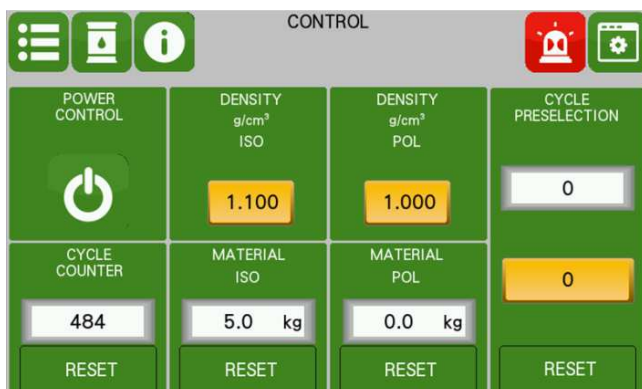 CONTROL
POWER
CONTROL
DENSITY
g/cm³
ISO
1.100
DENSITY
g/cm³
POL
1.000
CYCLE
PRESELECTION
0
0
RESET
CYCLE
COUNTER
484
RESET
MATERIAL
ISO
5.0 kg
RESET
MATERIAL
POL
0.0 kg
RESET